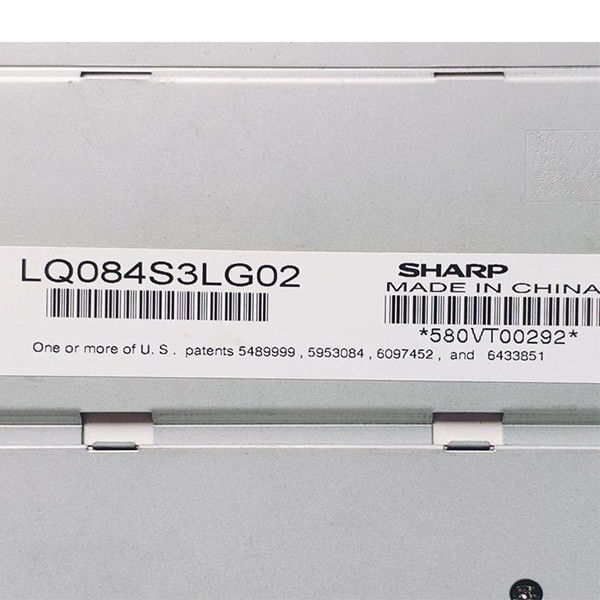 LQ084S3LG02
SHARP
MADE IN CHINA
*580VT00292*
One or more of U. S. patents 5489999 , 5953084 , 6097452 , and 6433851